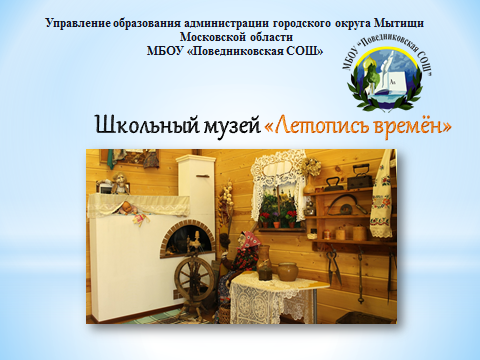 Управление образования администрации городского округа Мытищи
Московской области
МБОУ «Поведниковская СОШ»
МБОУ "Поведниковская СОШ"
Школьный музей «Летопись времён»